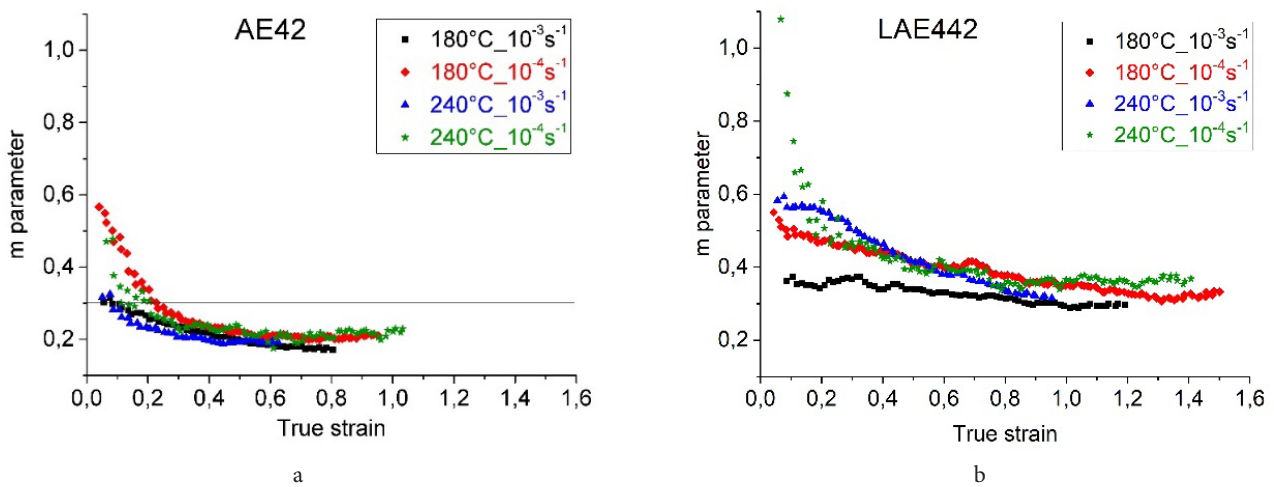 AE42
180°C_10⁻³s⁻¹
180°C_10⁻⁴s⁻¹
240°C_10⁻³s⁻¹
240°C_10⁻⁴s⁻¹
m parameter
1,0
0,8
0,6
0,4
0,2
0,0 0,2 0,4 0,6 0,8 1,0 1,2 1,4 1,6
True strain
a
LAE442
180°C_10⁻³s⁻¹
180°C_10⁻⁴s⁻¹
240°C_10⁻³s⁻¹
240°C_10⁻⁴s⁻¹
m parameter
1,0
0,8
0,6
0,4
0,2
0,0 0,2 0,4 0,6 0,8 1,0 1,2 1,4 1,6
True strain
b